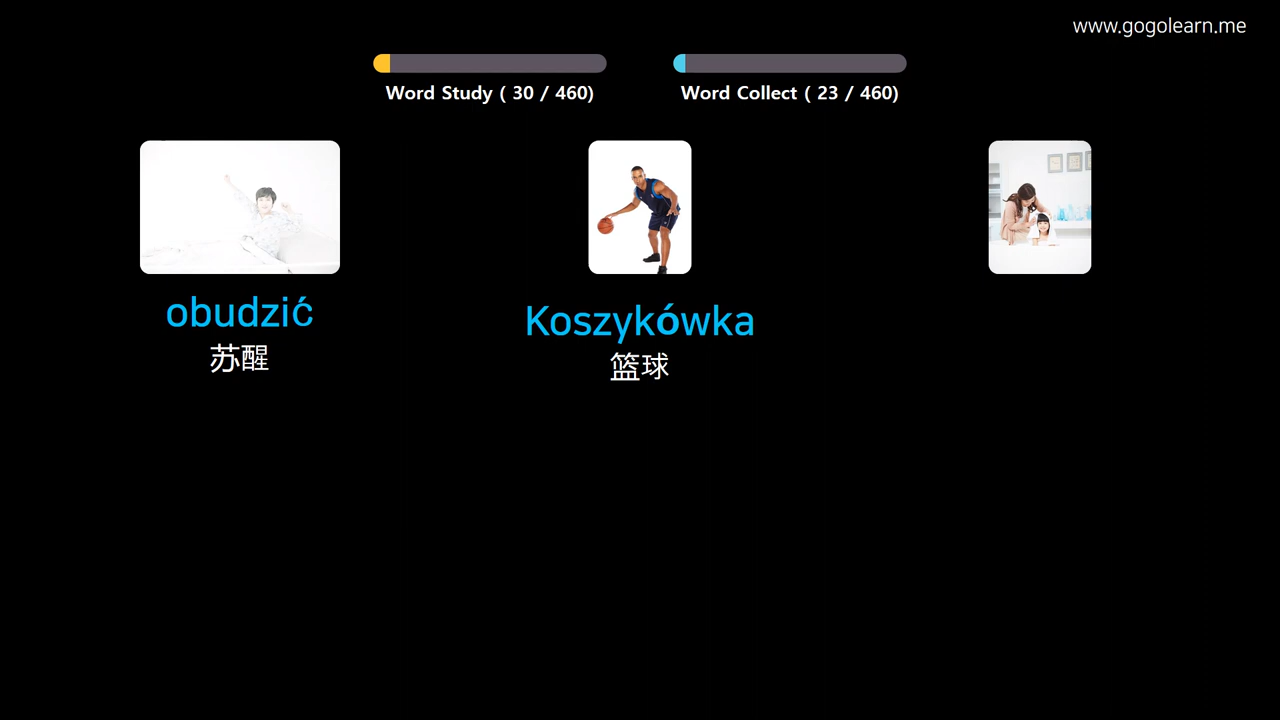 www.gogolearn.me
Word Study ( 30 / 460)
Word Collect ( 23 / 460)
obudzić
苏醒
Koszykówka
篮球